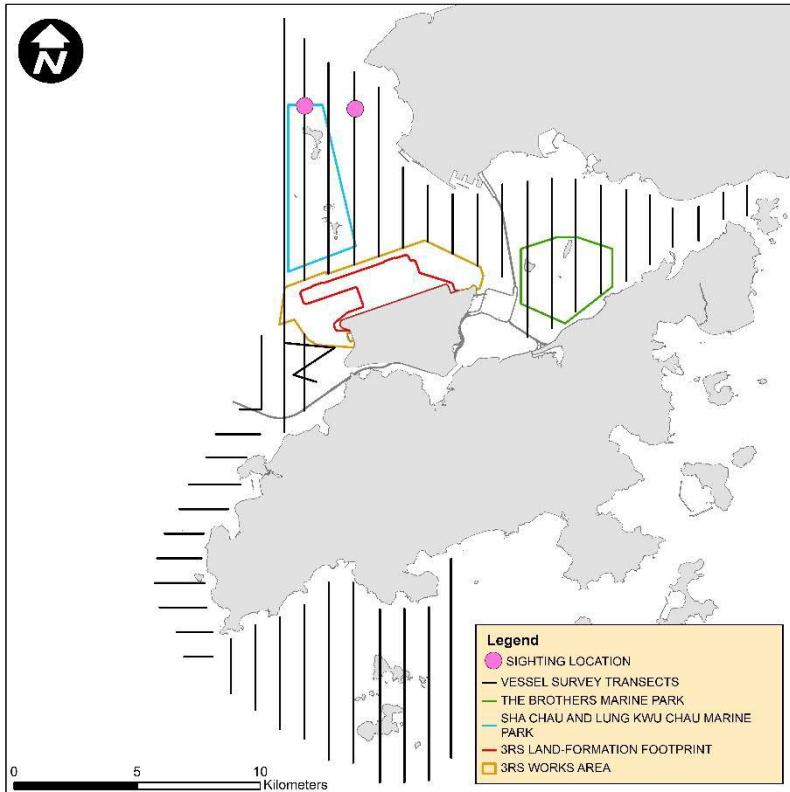 N
Legend
SIGHTING LOCATION
VESSEL SURVEY TRANSECTS
THE BROTHERS MARINE PARK
SHA CHAU AND LUNG KWU CHAU MARINE
PARK
3RS LAND-FORMATION FOOTPRINT
3RS WORKS AREA
0 5 10
Kilometers